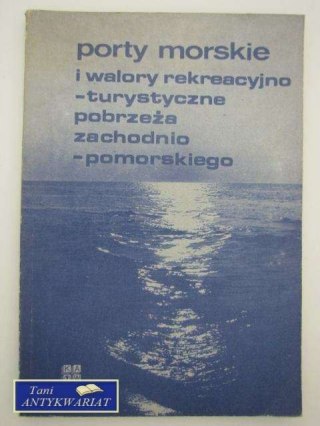 porty morskie
i walory rekreacyjno
-turystyczne
pobrzeża
zachodnio
-pomorskiego
Tani
ANTYKWARIAT